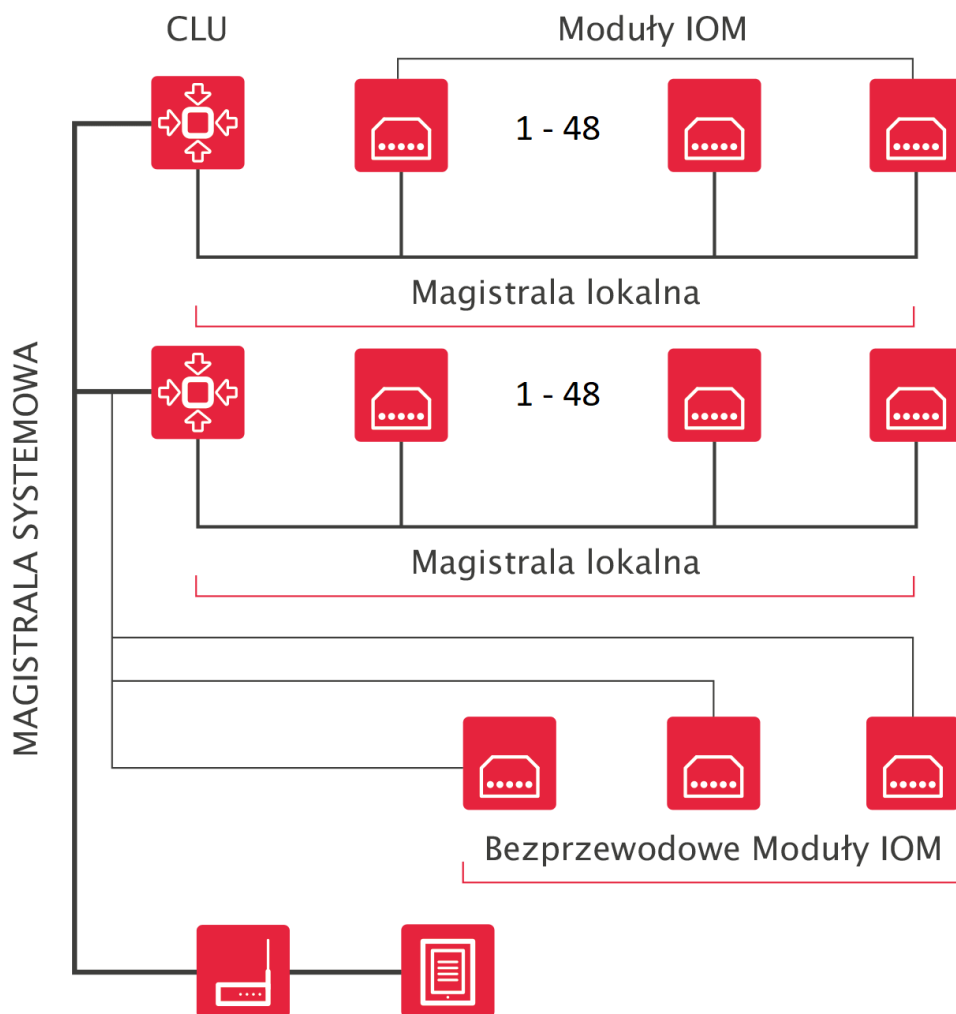 CLU
Moduły IOM
1 - 48
Magistrala lokalna
MAGISTRALA SYSTEMOWA
1 - 48
Magistrala lokalna
Bezprzewodowe Moduły IOM